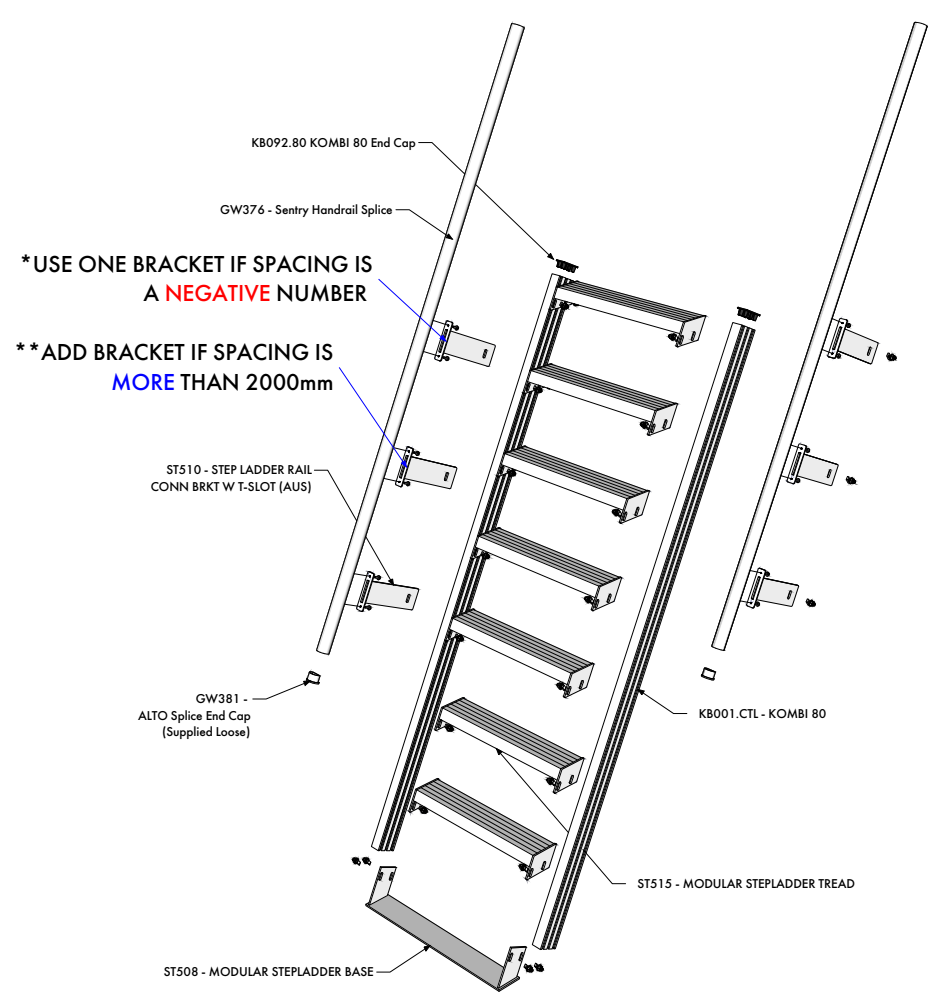 KB092.80 KOMBI 80 End Cap
GW376 - Sentry Handrail Splice
*USE ONE BRACKET IF SPACING IS
A NEGATIVE NUMBER
**ADD BRACKET IF SPACING IS
MORE THAN 2000mm
ST510 - STEP LADDER RAIL
CONN BRKT W T-SLOT (AUS)
GW381 -
ALTO Splice End Cap
(Supplied Loose)
KB001.CTL - KOMBI 80
ST515 - MODULAR STEPLADDER TREAD
ST508 - MODULAR STEPLADDER BASE